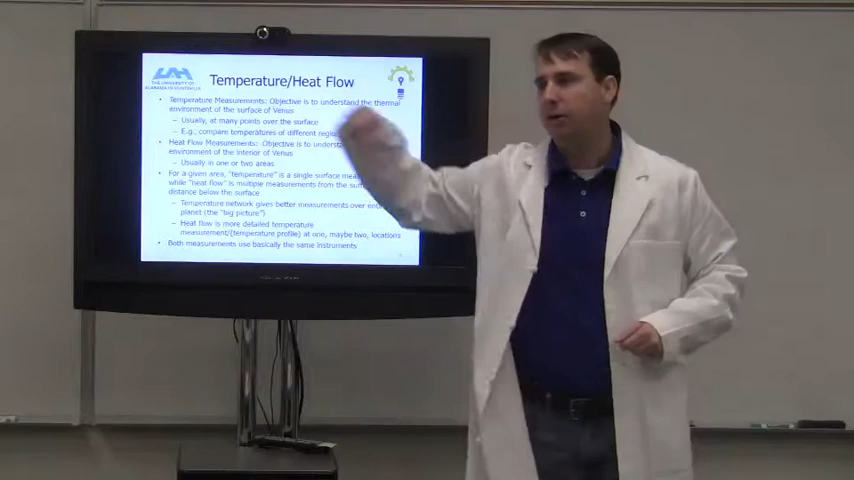 UAH
THE UNIVERSITY OF
ALABAMA IN HUNTSVILLE
Temperature/Heat Flow
• Temperature Measurements: Objective is to understand the thermal
environment of the surface of Venus
– Usually, at many points over the surface
– E.g., compare temperatures of different
• Heat Flow Measurements: Objective is to
environment of the interior of Venus
– Usually in one or two areas
• For a given area, "temperature" is a single surface
while "heat flow" is multiple measurements from the
distance below the surface
– Temperature network gives better measurements over
planet (the "big picture")
– Heat flow is more detailed temperature
measurement/(temperature profile) at one, maybe two, locations
• Both measurements use basically the same instruments